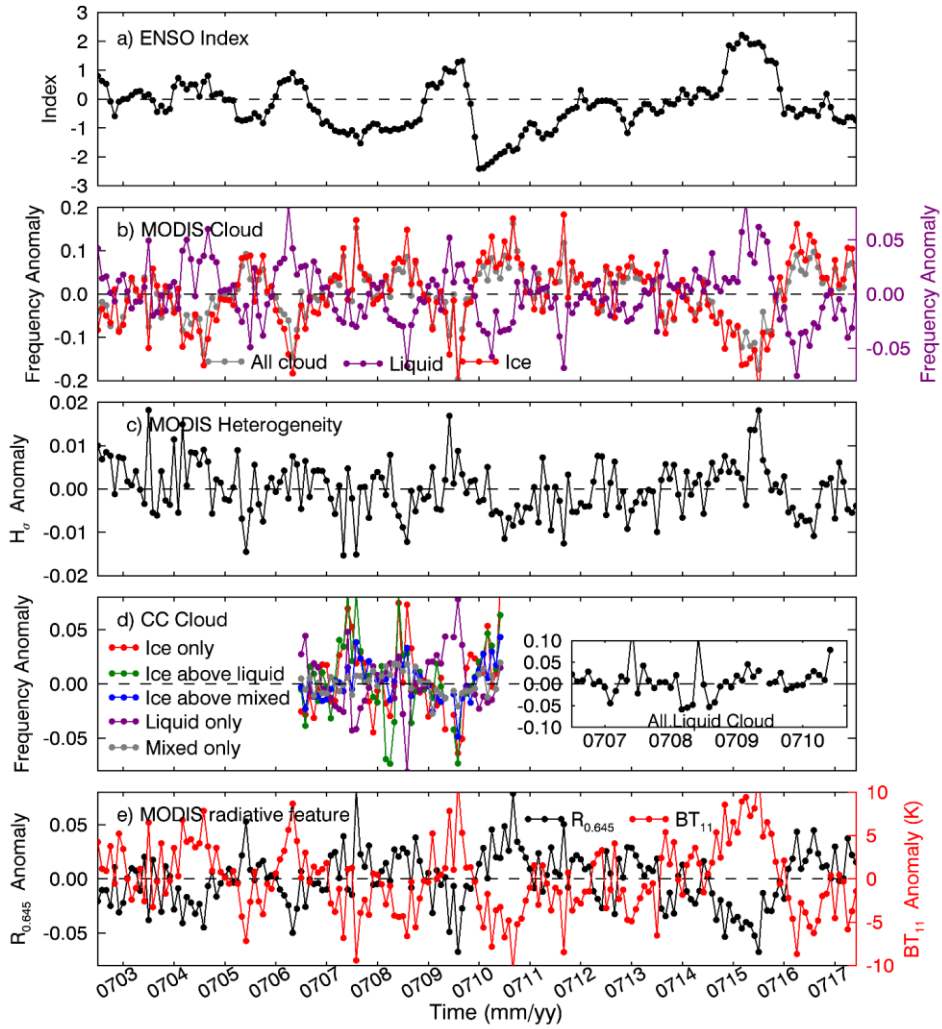 3
a) ENSO Index
2
1
0
-1
-2
-3
Index
0.2
b) MODIS Cloud
0.1
0.0
-0.1
-0.2
Frequency Anomaly
0.05
0.00
-0.05
Frequency Anomaly
All cloud Liquid Ice
0.02
c) MODIS Heterogeneity
0.01
0.00
-0.01
-0.02
Hσ Anomaly
d) CC Cloud
0.05
0.00
-0.05
Frequency Anomaly
Ice only
Ice above liquid
Ice above mixed
Liquid only
Mixed only
0.10
0.05
0.00
-0.05
-0.10
All Liquid Cloud
0707 0708 0709 0710
e) MODIS radiative feature
R0.645 BT11
0.05
0.00
-0.05
R0.645 Anomaly
10
5
0
-5
-10
BT11 Anomaly (K)
0703 0704 0705 0706 0707 0708 0709 0710 0711 0712 0713 0714 0715 0716 0717
Time (mm/yy)